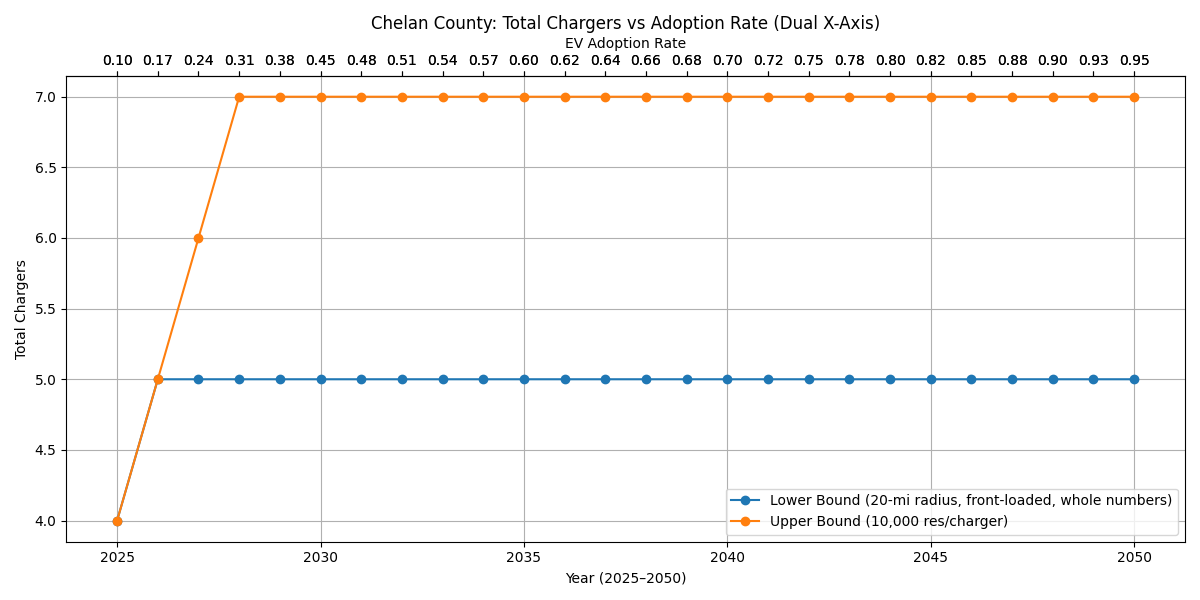 Chelan County: Total Chargers vs Adoption Rate (Dual X-Axis)
EV Adoption Rate
0.10 0.17 0.24 0.31 0.38 0.45 0.48 0.51 0.54 0.57 0.60 0.62 0.64 0.66 0.68 0.70 0.72 0.75 0.78 0.80 0.82 0.85 0.88 0.90 0.93 0.95
7.0
6.5
6.0
5.5
5.0
4.5
4.0
Total Chargers
Lower Bound (20-mi radius, front-loaded, whole numbers)
Upper Bound (10,000 res/charger)
2025 2030 2035 2040 2045 2050
Year (2025–2050)